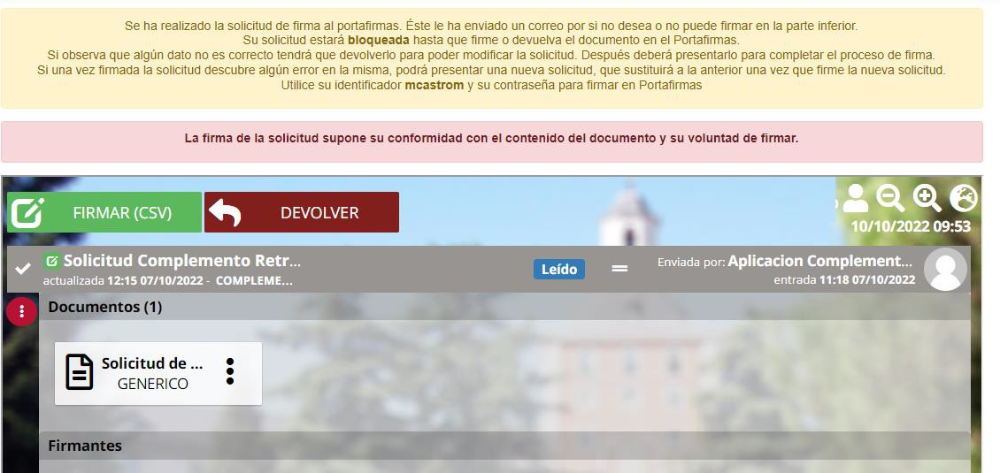 Se ha realizado la solicitud de firma al portafirmas. Éste le ha enviado un correo por si no desea o no puede firmar en la parte inferior.
Su solicitud estará bloqueada hasta que firme o devuelva el documento en el Portafirmas.
Si observa que algún dato no es correcto tendrá que devolverlo para poder modificar la solicitud. Después deberá presentarlo para completar el proceso de firma.
Si una vez firmada la solicitud descubre algún error en la misma, podrá presentar una nueva solicitud, que sustituirá a la anterior una vez que firme la nueva solicitud.
Utilice su identificador mcastrom y su contraseña para firmar en Portafirmas
La firma de la solicitud supone su conformidad con el contenido del documento y su voluntad de firmar.
FIRMAR (CSV)
DEVOLVER
10/10/2022 09:53
Solicitud Complemento Retr...
actualizada 12:15 07/10/2022 - COMPLEME...
Leído
Enviada por: Aplicacion Complement...
entrada 11:18 07/10/2022
Documentos (1)
Solicitud de ...
GENERICO
Firmantes